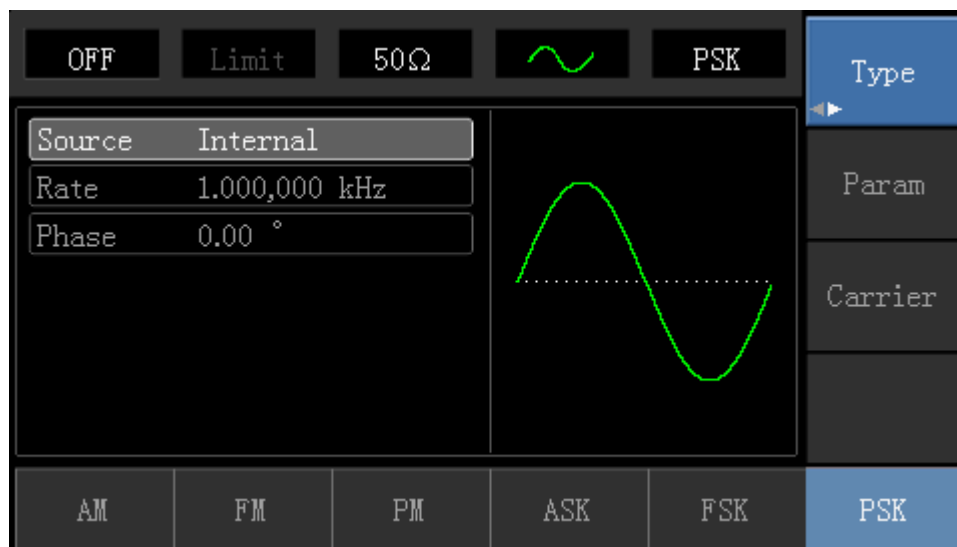 OFF Limit 50Ω PSK
Type
Source Internal
Rate 1.000,000 kHz
Phase 0.00 °
Param
Carrier
AM FM PM ASK FSK PSK